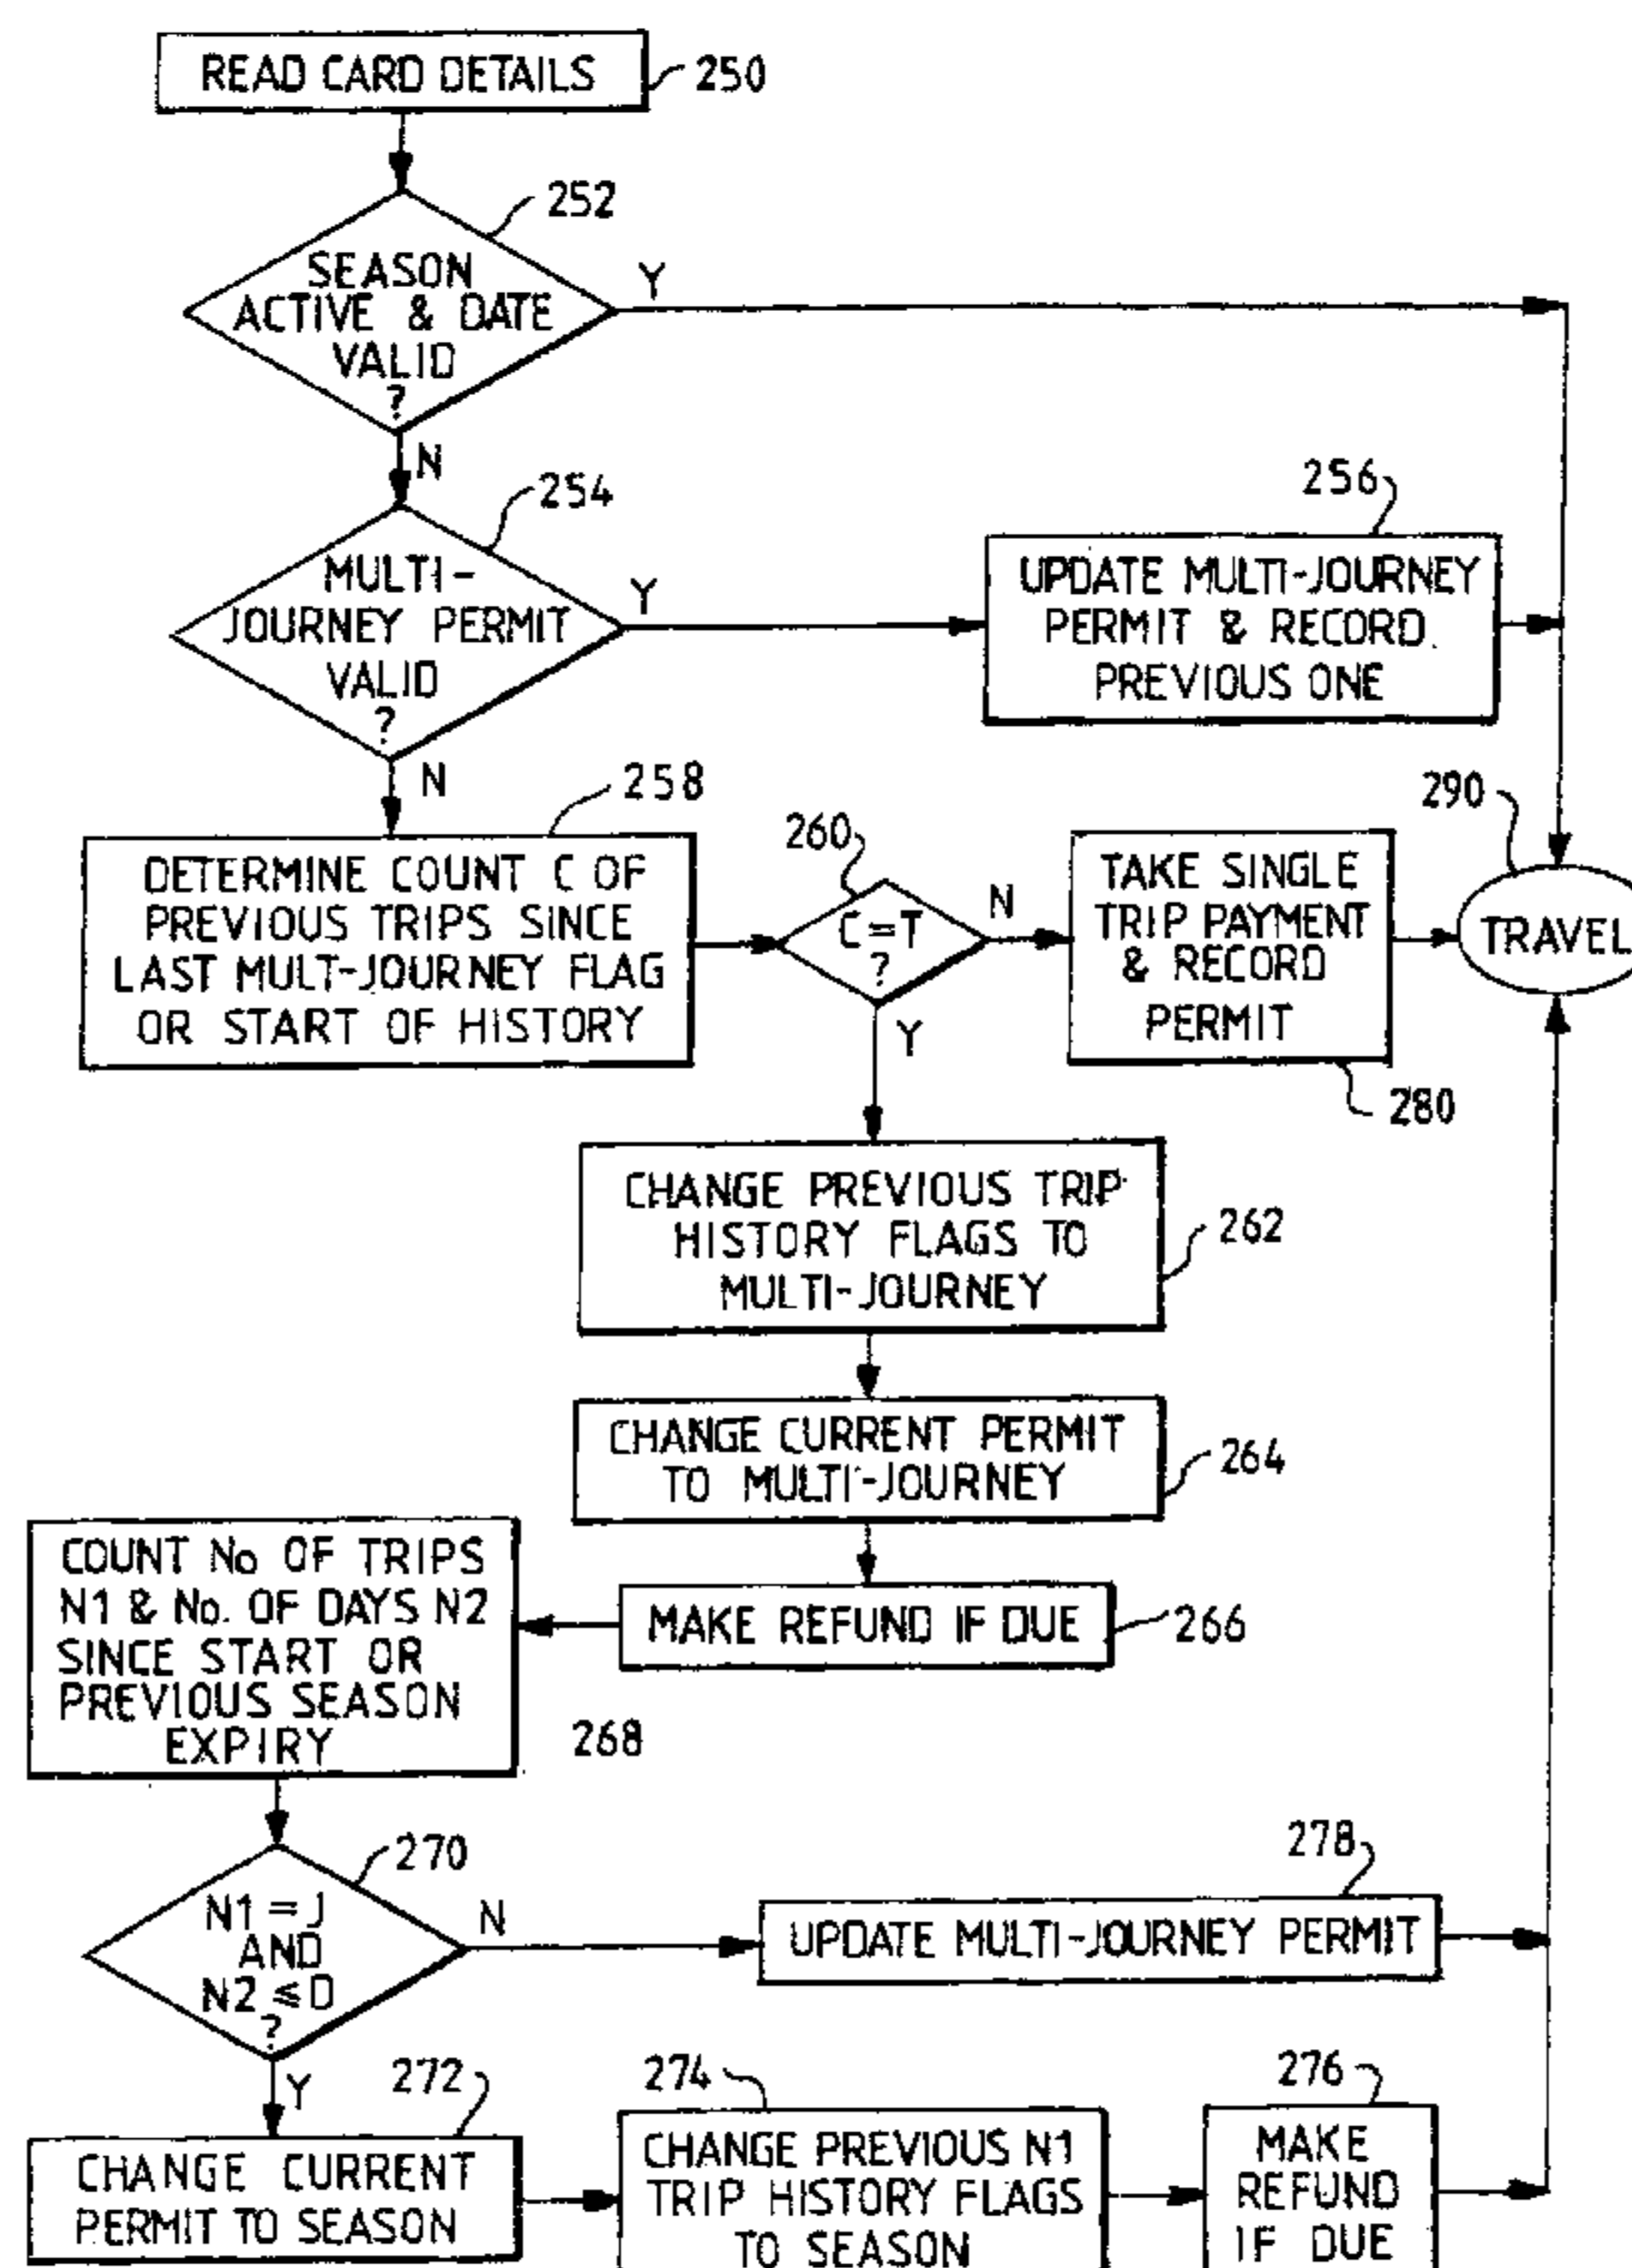 READ CARD DETAILS
250
252
SEASON
ACTIVE & DATE
VALID
?
Y
N
254
MULTI-
JOURNEY PERMIT
VALID
?
Y
N
256
UPDATE MULTI-JOURNEY
PERMIT & RECORD
PREVIOUS ONE
258
DETERMINE COUNT C OF
PREVIOUS TRIPS SINCE
LAST MULT-JOURNEY FLAG
OR START OF HISTORY
260
C=T
?
N
Y
TAKE SINGLE
TRIP PAYMENT
& RECORD
PERMIT
280
290
TRAVEL
CHANGE PREVIOUS TRIP
HISTORY FLAGS TO
MULTI-JOURNEY
262
CHANGE CURRENT PERMIT
TO MULTI-JOURNEY
264
MAKE REFUND IF DUE
266
COUNT No OF TRIPS
N1 & No. OF DAYS N2
SINCE START OR
PREVIOUS SEASON
EXPIRY
268
270
N1=J
AND
N2≤D
?
N
Y
278
UPDATE MULTI-JOURNEY PERMIT
272
CHANGE CURRENT
PERMIT TO SEASON
274
CHANGE PREVIOUS N1
TRIP HISTORY FLAGS
TO SEASON
276
MAKE
REFUND
IF DUE